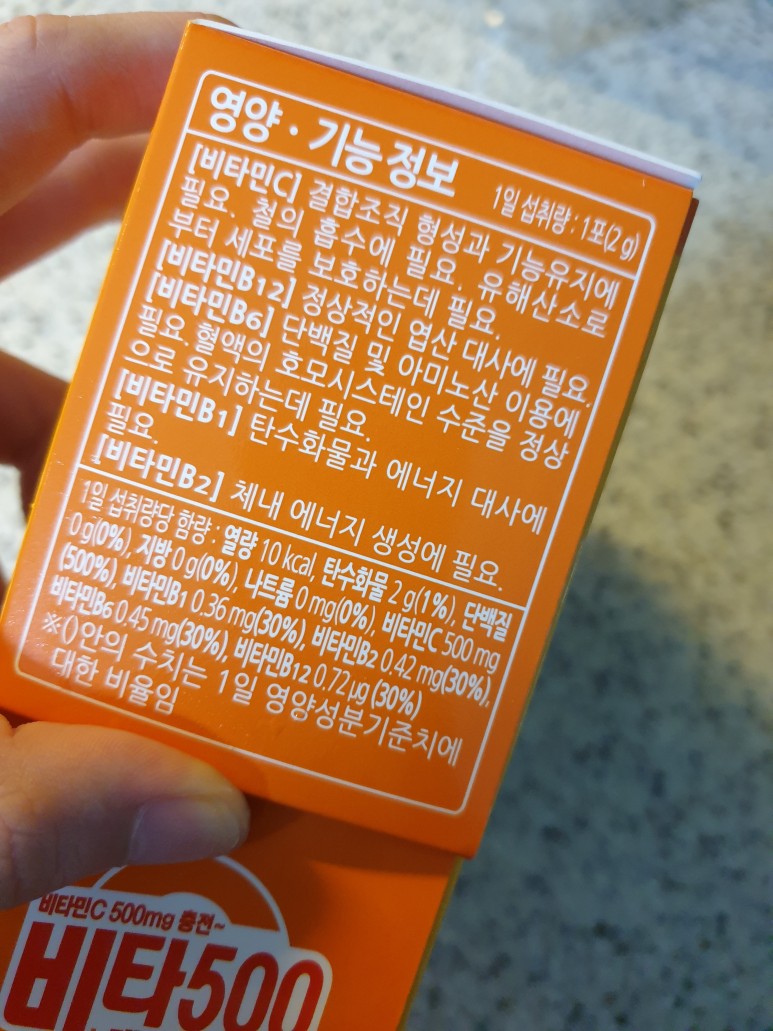 영양·기능정보 1일 섭취량 : 1포(2 g)
[비타민C] 결합조직 형성과 기능유지에
필요. 철의 흡수에 필요. 유해산소로
부터 세포를 보호하는데 필요.
[비타민B12] 정상적인 엽산 대사에 필요.
[비타민B6] 단백질 및 아미노산 이용에
필요. 혈액의 호모시스테인 수준을 정상
으로 유지하는데 필요.
[비타민B1] 탄수화물과 에너지 대사에
필요.
[비타민B2] 체내 에너지 생성에 필요.
1일 섭취량당 함량 : 열량 10 kcal, 탄수화물 2 g(1%), 단백질
0 g(0%), 지방 0 g(0%), 나트륨 0 mg(0%), 비타민C 500 mg
(500%), 비타민B1 0.36 mg(30%), 비타민B2 0.42 mg(30%),
비타민B6 0.45 mg(30%), 비타민B12 0.72 μg (30%)
※()안의 수치는 1일 영양성분기준치에
대한 비율임
비타민C 500mg 충전~
비타500